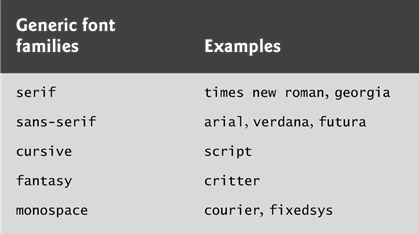 Generic font
families Examples
serif times new roman, georgia
sans-serif arial, verdana, futura
cursive script
fantasy critter
monospace courier, fixedsys